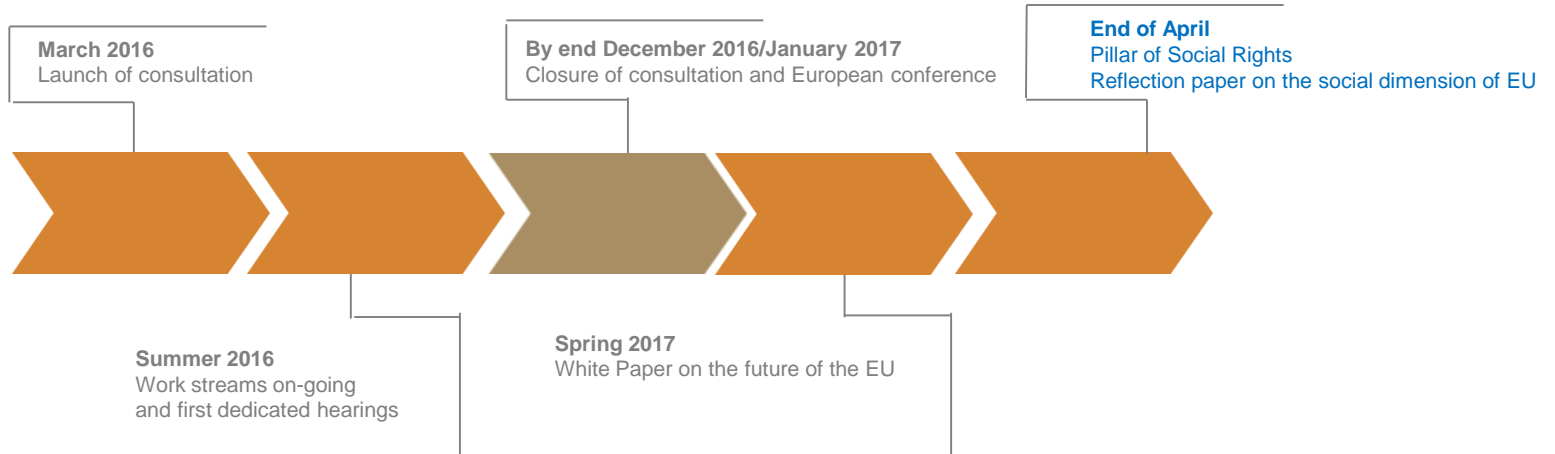 March 2016
Launch of consultation
Summer 2016
Work streams on-going
and first dedicated hearings
By end December 2016/January 2017
Closure of consultation and European conference
Spring 2017
White Paper on the future of the EU
End of April
Pillar of Social Rights
Reflection paper on the social dimension of EU